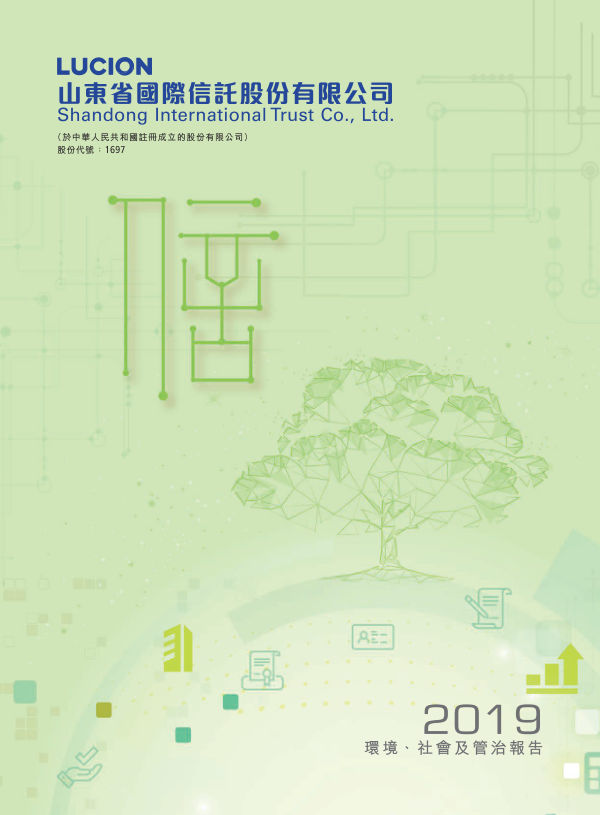 LUCION
山東省國際信託股份有限公司
Shandong International Trust Co., Ltd.
（於中華人民共和國註冊成立的股份有限公司）
股份代號：1697
信
2019
環境、社會及管治報告